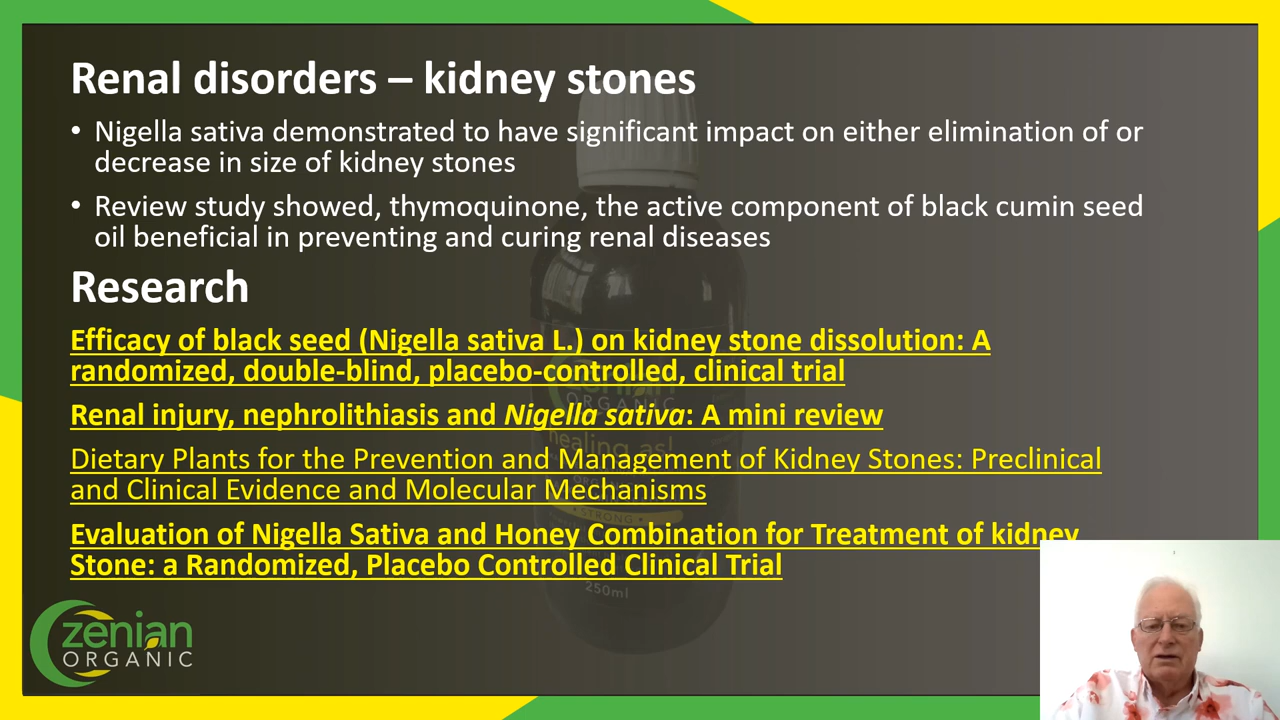 Renal disorders – kidney stones
• Nigella sativa demonstrated to have significant impact on either elimination of or
decrease in size of kidney stones
• Review study showed, thymoquinone, the active component of black cumin seed
oil beneficial in preventing and curing renal diseases
Research
Efficacy of black seed (Nigella sativa L.) on kidney stone dissolution: A
randomized, double-blind, placebo-controlled, clinical trial
Renal injury, nephrolithiasis and Nigella sativa: A mini review
Dietary Plants for the Prevention and Management of Kidney Stones: Preclinical
and Clinical Evidence and Molecular Mechanisms
Evaluation of Nigella Sativa and Honey Combination for Treatment of kidney
Stone: a Randomized, Placebo Controlled Clinical Trial
zenian
ORGANIC
ORGANIC
STRONG
250ml